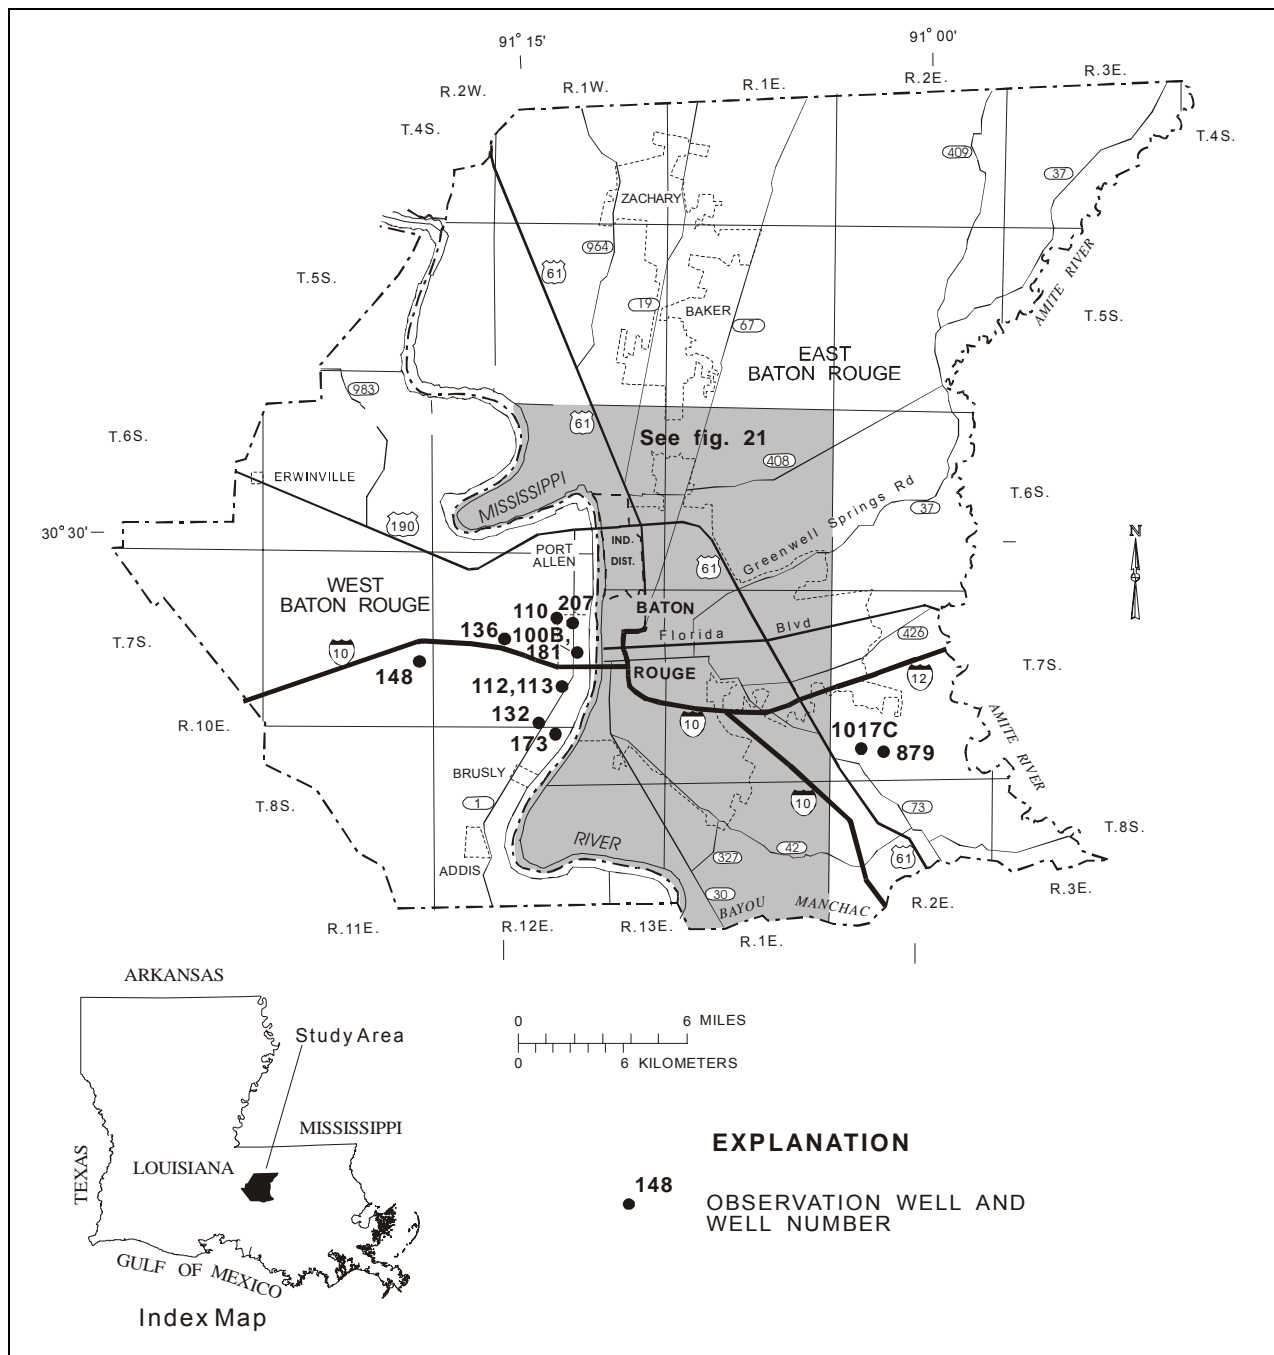 91° 15'
91° 00'
R.2W.
R.1W.
R.1E.
R.2E.
R.3E.
T.4S.
T.4S.
409
37
ZACHARY
964
61
T.5S.
19
BAKER
67
AMITE RIVER
T.5S.
EAST
BATON ROUGE
983
61
T.6S.
See fig. 21
408
ERWINVILLE
MISSISSIPPI
Greenwell Springs Rd
T.6S.
37
190
30° 30'
PORT
ALLEN
IND.
DIST.
61
WEST
BATON ROUGE
110
207
BATON
136
100B,
181
Florida Blvd
426
T.7S.
10
148
ROUGE
12
T.7S.
112,113
R.10E.
132
10
1017C
879
AMITE RIVER
173
BRUSLY
1
T.8S.
10
73
T.8S.
RIVER
ADDIS
327
42
61
30
R.3E.
R.11E.
R.12E.
R.13E.
BAYOU MANCHAC
R.2E.
R.1E.
ARKANSAS
Study Area
0 6 MILES
0 6 KILOMETERS
MISSISSIPPI
LOUISIANA
TEXAS
GULF OF MEXICO
Index Map
EXPLANATION
148
OBSERVATION WELL AND
WELL NUMBER
N